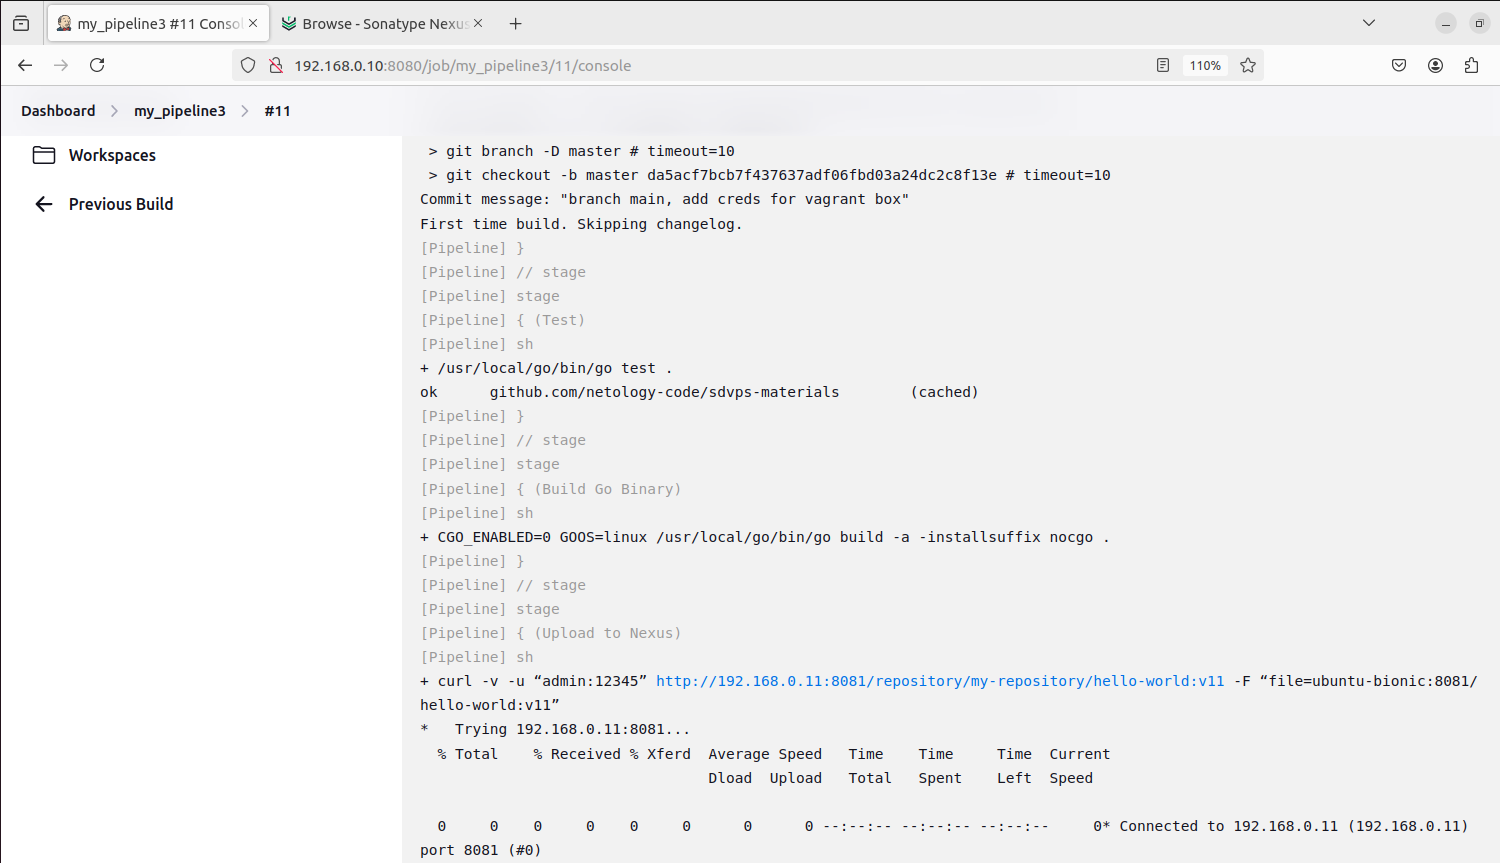 my_pipeline3 #11 Conso
Browse - Sonatype Nexus
192.168.0.10:8080/job/my_pipeline3/11/console
110%
Dashboard
my_pipeline3
#11
Workspaces
Previous Build
> git branch -D master # timeout=10
> git checkout -b master da5acf7bcb7f437637adf06fbd03a24dc2c8f13e # timeout=10
Commit message: "branch main, add creds for vagrant box"
First time build. Skipping changelog.
[Pipeline] }
[Pipeline] // stage
[Pipeline] stage
[Pipeline] { (Test)
[Pipeline] sh
+ /usr/local/go/bin/go test .
ok      github.com/netology-code/sdvps-materials        (cached)
[Pipeline] }
[Pipeline] // stage
[Pipeline] stage
[Pipeline] { (Build Go Binary)
[Pipeline] sh
+ CGO_ENABLED=0 GOOS=linux /usr/local/go/bin/go build -a -installsuffix nocgo .
[Pipeline] }
[Pipeline] // stage
[Pipeline] stage
[Pipeline] { (Upload to Nexus)
[Pipeline] sh
+ curl -v -u “admin:12345” http://192.168.0.11:8081/repository/my-repository/hello-world:v11 -F “file=ubuntu-bionic:8081/
hello-world:v11”
*   Trying 192.168.0.11:8081...
  % Total    % Received % Xferd  Average Speed   Time    Time     Time  Current
                                 Dload  Upload   Total   Spent    Left  Speed
  0     0    0     0    0     0      0      0 --:--:-- --:--:-- --:--:--     0* Connected to 192.168.0.11 (192.168.0.11)
port 8081 (#0)